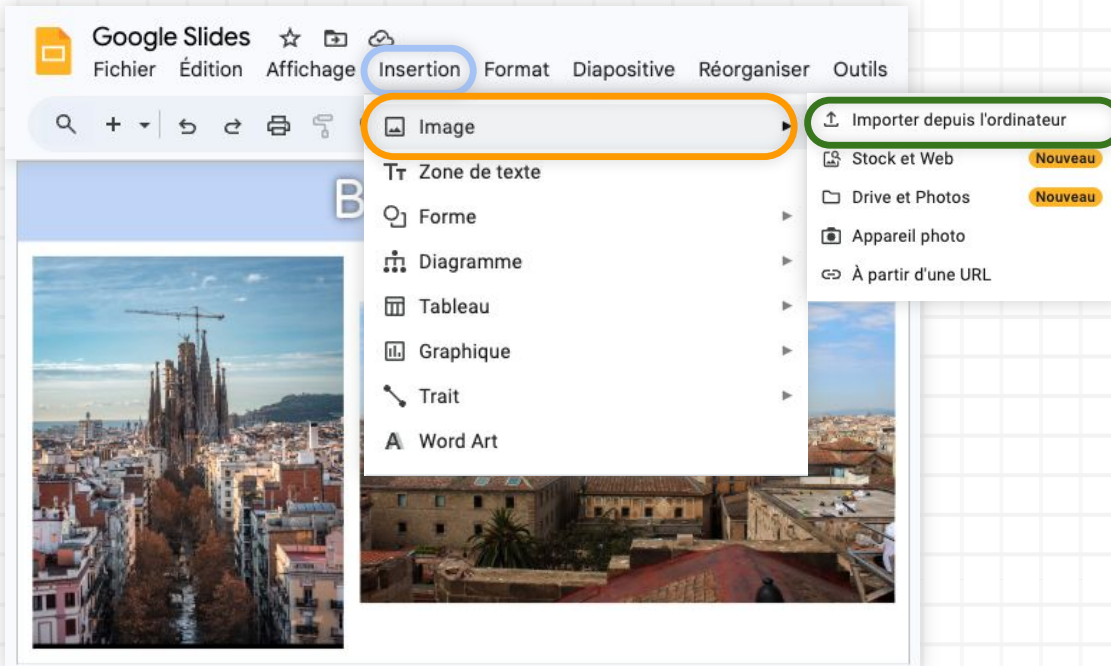 Google Slides
Fichier Édition Affichage Insertion Format Diapositive Réorganiser Outils
Image
Zone de texte
Forme
Diagramme
Tableau
Graphique
Trait
Word Art
Importer depuis l'ordinateur
Stock et Web Nouveau
Drive et Photos Nouveau
Appareil photo
À partir d'une URL
B